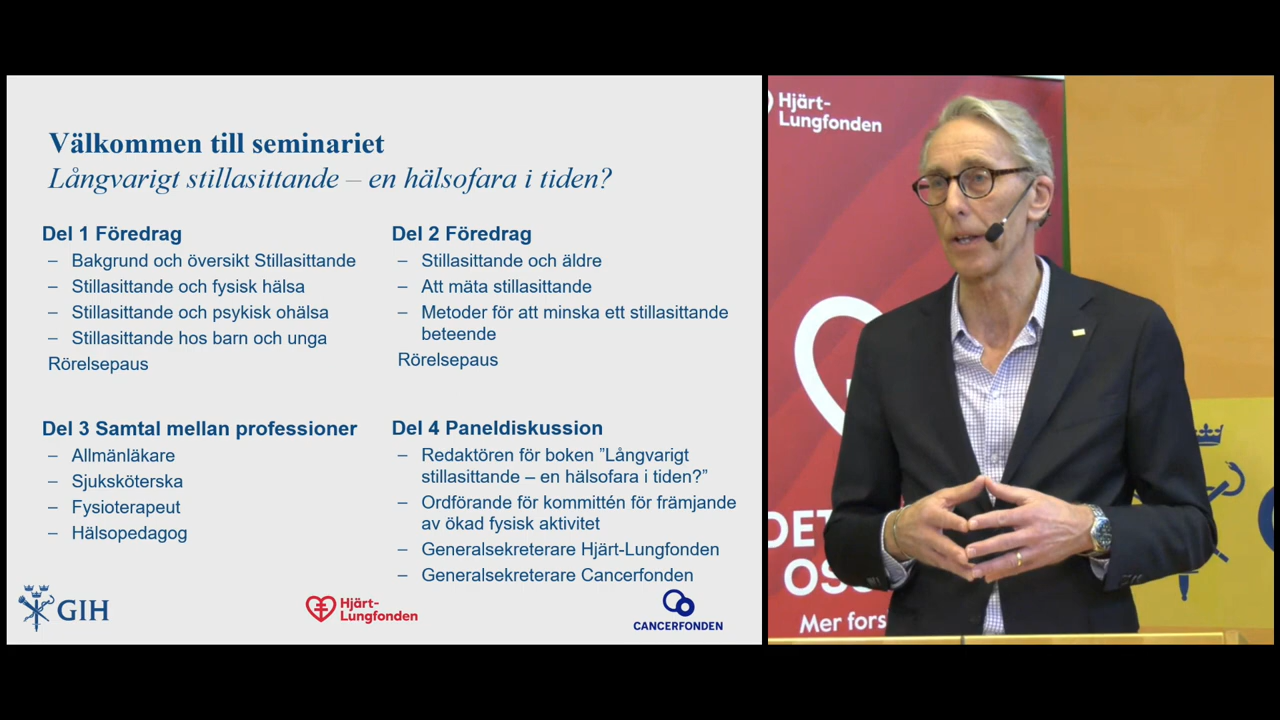 Välkommen till seminariet
Långvarigt stillasittande – en hälsofara i tiden?
Del 1 Föredrag
– Bakgrund och översikt Stillasittande
– Stillasittande och fysisk hälsa
– Stillasittande och psykisk ohälsa
– Stillasittande hos barn och unga
Rörelsepaus
Del 2 Föredrag
– Stillasittande och äldre
– Att mäta stillasittande
– Metoder för att minska ett stillasittande
beteende
Rörelsepaus
Del 3 Samtal mellan professioner
– Allmänläkare
– Sjuksköterska
– Fysioterapeut
– Hälsopedagog
Del 4 Paneldiskussion
– Redaktören för boken ”Långvarigt
stillasittande – en hälsofara i tiden?”
– Ordförande för kommittén för främjande
av ökad fysisk aktivitet
– Generalsekreterare Hjärt-Lungfonden
– Generalsekreterare Cancerfonden
GIH
Hjärt-
Lungfonden
CANCERFONDEN
Hjärt-
Lungfonden
Mer